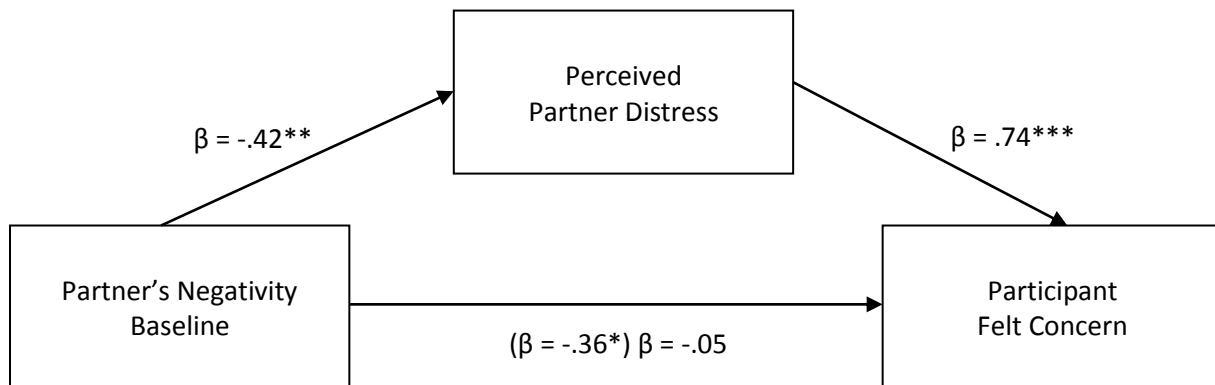 Perceived
Partner Distress
β = -.42**
β = .74***
Partner’s Negativity
Baseline
Participant
Felt Concern
(β = -.36*) β = -.05